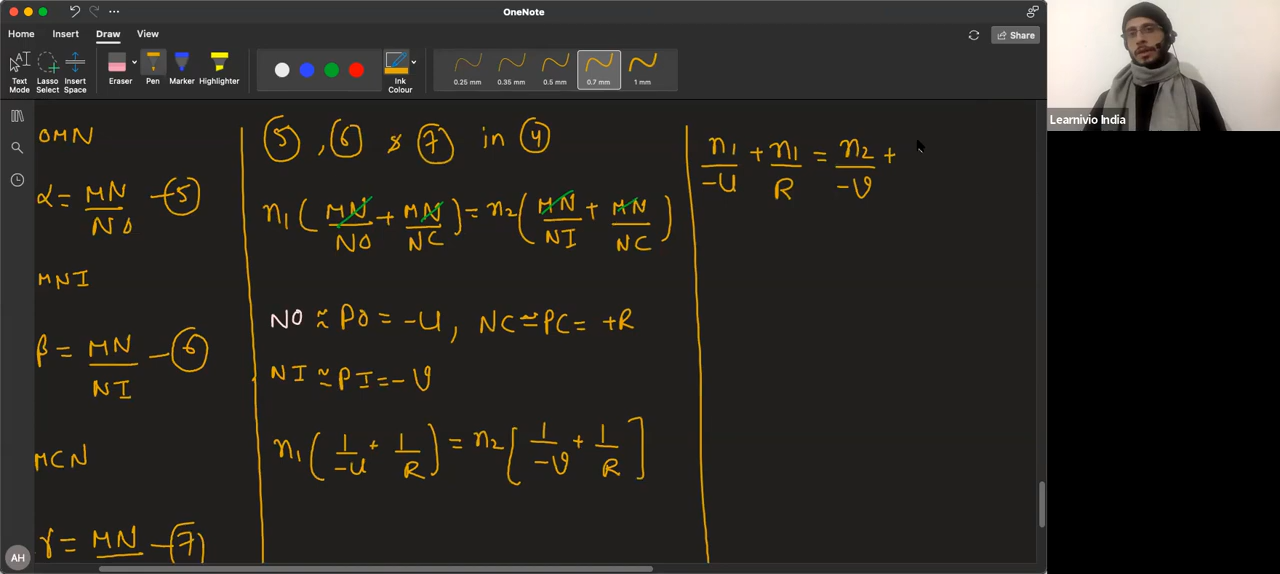 OneNote
Home Insert Draw View
Share
Text Mode Lasso Select Insert Space Eraser Pen Marker Highlighter Ink Colour 0.25 mm 0.35 mm 0.5 mm 0.7 mm 1 mm
Learnivio India
OMN
α = MN/NO — ⑤
MNI
β = MN/NI — ⑥
MCN
γ = MN — ⑦
⑤, ⑥ & ⑦ in ④
n₁(MN/NO + MN/NC) = n₂(MN/NI + MN/NC)
NO ≈ PO = -u, NC ≃ PC = +R
NI ≈ PI = -v
n₁(1/-u + 1/R) = n₂[1/-v + 1/R]
n₁/-u + n₁/R = n₂/-v +
AH